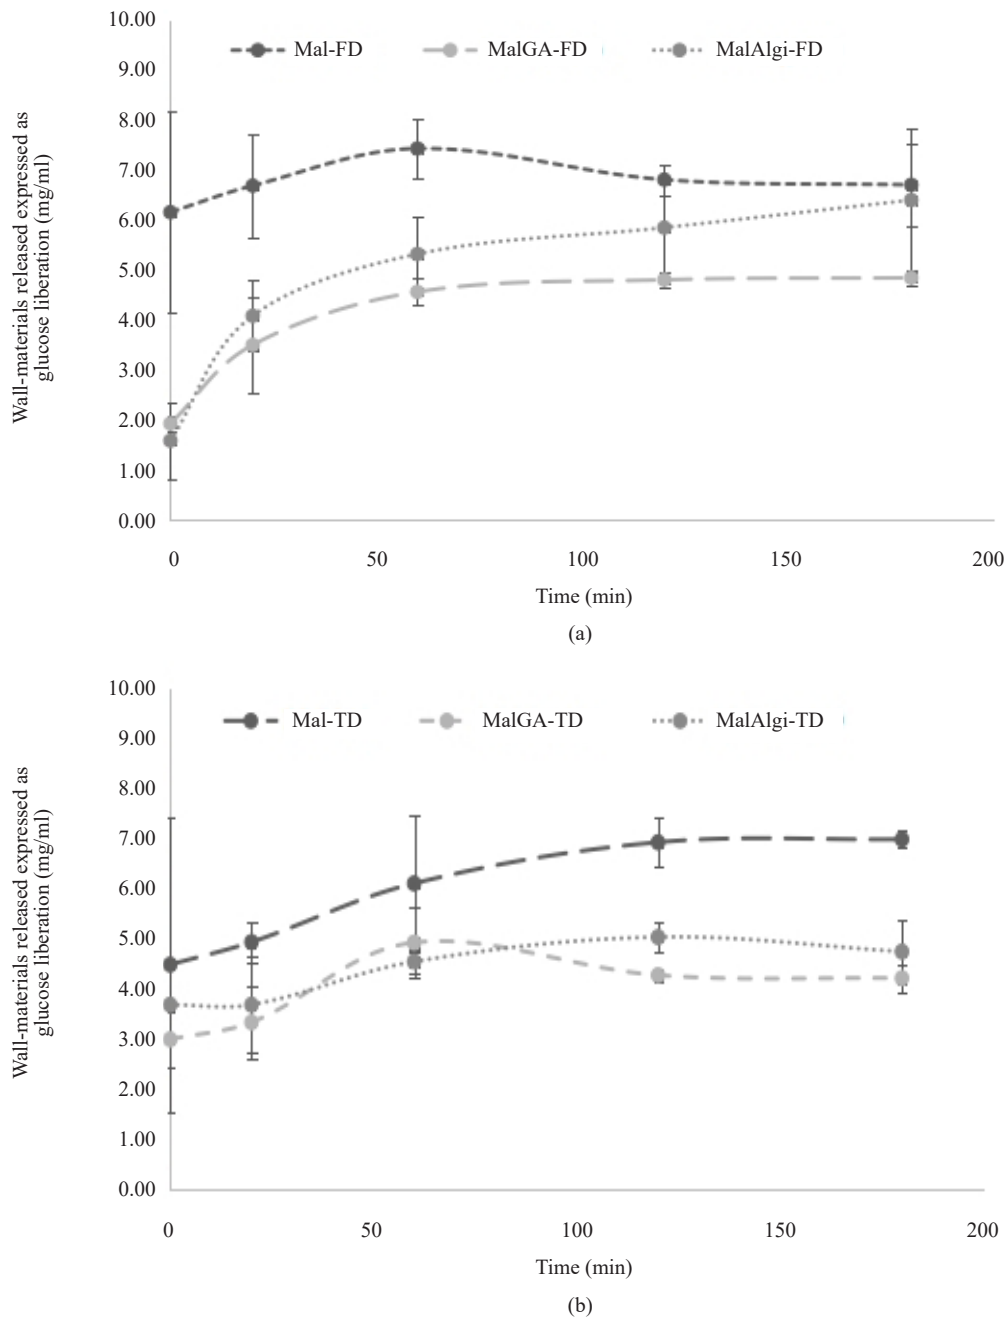 10.00
Mal-FD MalGA-FD MalAlgi-FD
9.00
8.00
7.00
6.00
5.00
4.00
3.00
2.00
1.00
0.00
Wall-materials released expressed as
glucose liberation (mg/ml)
0 50 100 150 200
Time (min)
(a)
10.00
Mal-TD MalGA-TD MalAlgi-TD
9.00
8.00
7.00
6.00
5.00
4.00
3.00
2.00
1.00
0.00
Wall-materials released expressed as
glucose liberation (mg/ml)
0 50 100 150 200
Time (min)
(b)